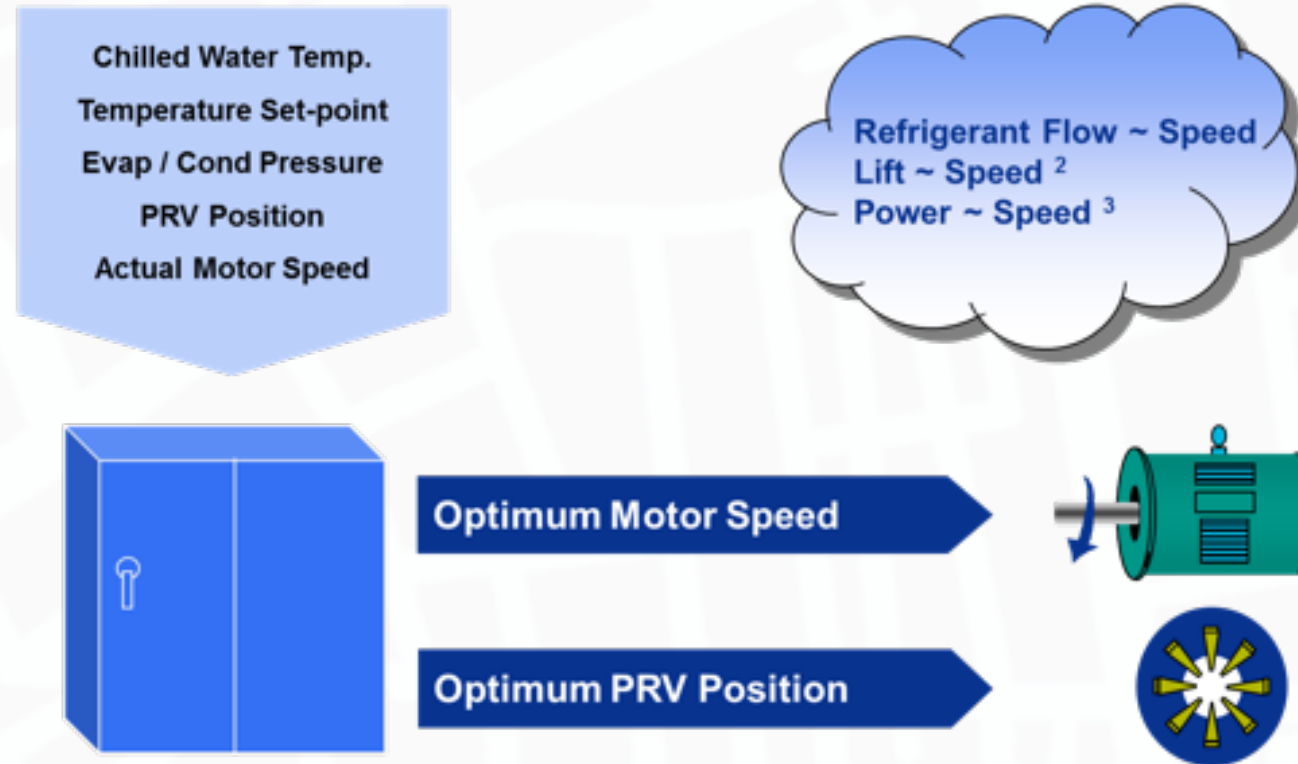 Chilled Water Temp.
Temperature Set-point
Evap / Cond Pressure
PRV Position
Actual Motor Speed
Refrigerant Flow ~ Speed
Lift ~ Speed ²
Power ~ Speed ³
Optimum Motor Speed
Optimum PRV Position